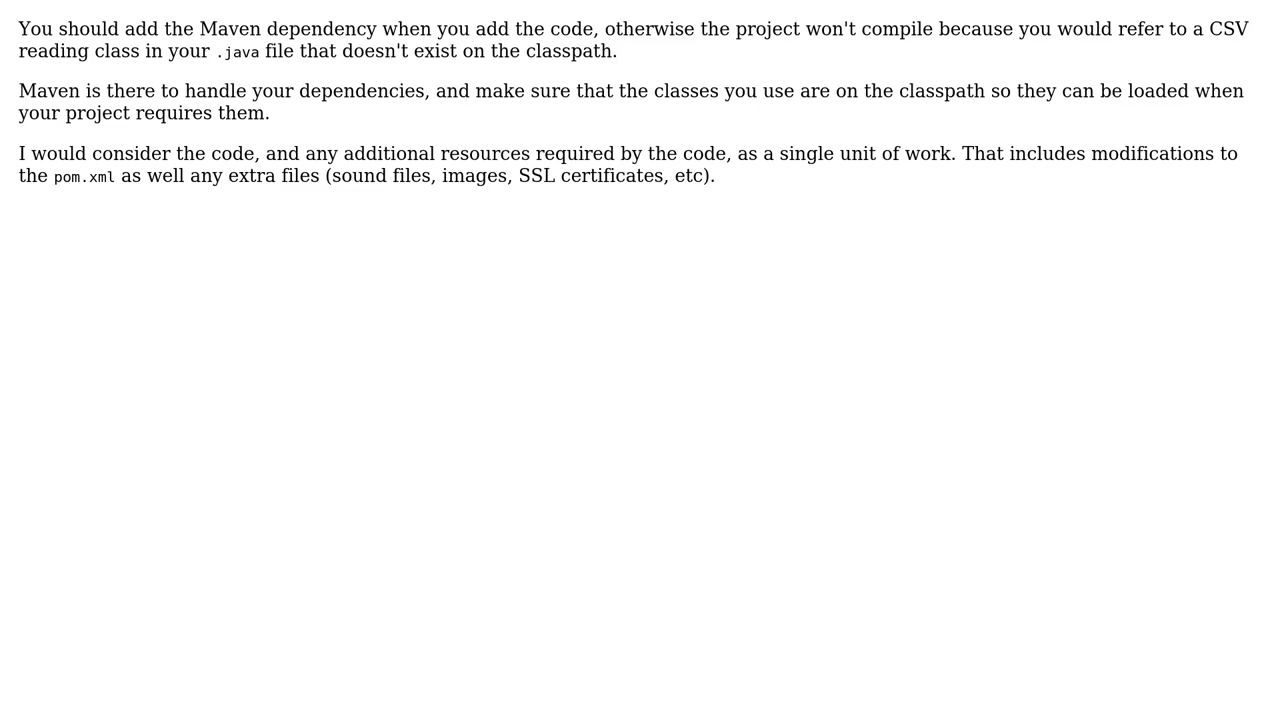 You should add the Maven dependency when you add the code, otherwise the project won't compile because you would refer to a CSV
reading class in your .java file that doesn't exist on the classpath.
Maven is there to handle your dependencies, and make sure that the classes you use are on the classpath so they can be loaded when
your project requires them.
I would consider the code, and any additional resources required by the code, as a single unit of work. That includes modifications to
the pom.xml as well any extra files (sound files, images, SSL certificates, etc).